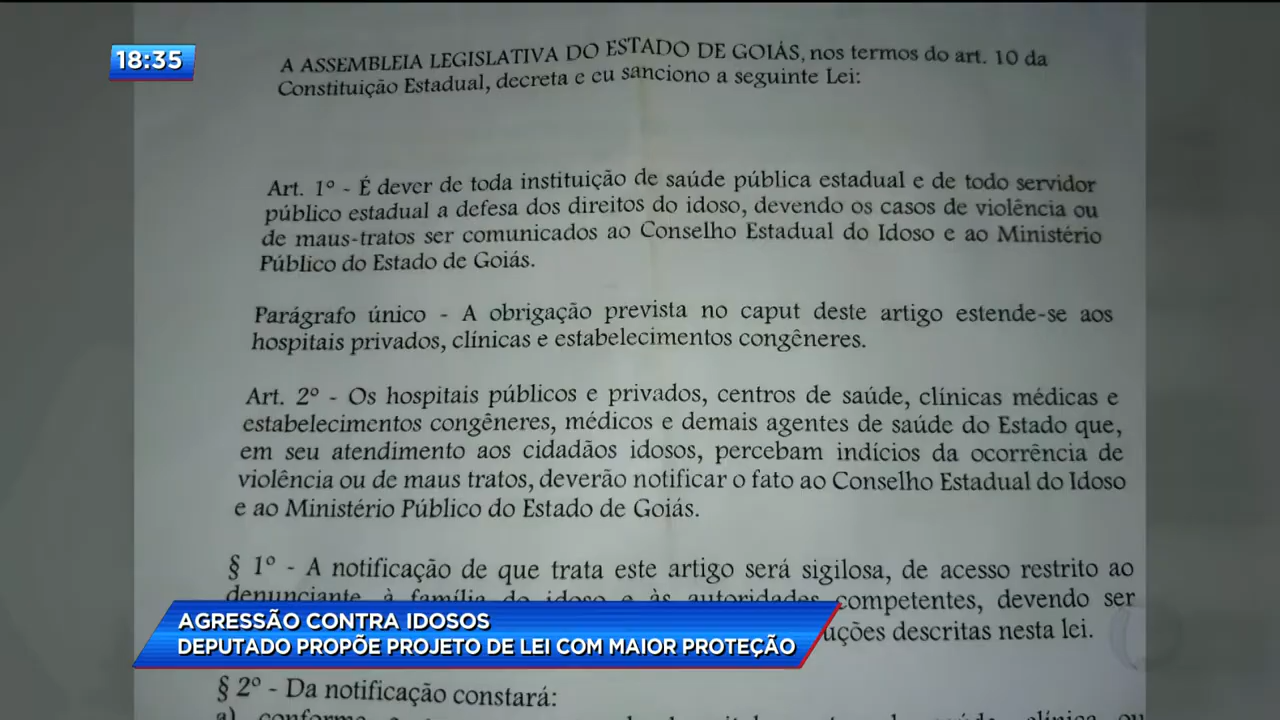 18:35
A ASSEMBLEIA LEGISLATIVA DO ESTADO DE GOIÁS, nos termos do art. 10 da
Constituição Estadual, decreta e eu sanciono a seguinte Lei:
Art. 1º - É dever de toda instituição de saúde pública estadual e de todo servidor
público estadual a defesa dos direitos do idoso, devendo os casos de violência ou
de maus-tratos ser comunicados ao Conselho Estadual do Idoso e ao Ministério
Público do Estado de Goiás.
Parágrafo único - A obrigação prevista no caput deste artigo estende-se aos
hospitais privados, clínicas e estabelecimentos congêneres.
Art. 2º - Os hospitais públicos e privados, centros de saúde, clínicas médicas e
estabelecimentos congêneres, médicos e demais agentes de saúde do Estado que,
em seu atendimento aos cidadãos idosos, percebam indícios da ocorrência de
violência ou de maus tratos, deverão notificar o fato ao Conselho Estadual do Idoso
e ao Ministério Público do Estado de Goiás.
§ 1º - A notificação de que trata este artigo será sigilosa, de acesso restrito ao
denunciante, à família do idoso e às autoridades competentes, devendo ser
uções descritas nesta lei.
AGRESSÃO CONTRA IDOSOS
DEPUTADO PROPÕE PROJETO DE LEI COM MAIOR PROTEÇÃO
§ 2º - Da notificação constará:
a) conforme